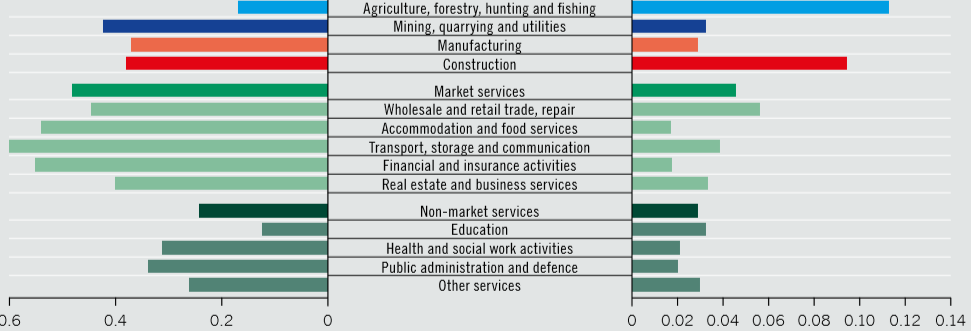 Agriculture, forestry, hunting and fishing
Mining, quarrying and utilities
Manufacturing
Construction
Market services
Wholesale and retail trade, repair
Accommodation and food services
Transport, storage and communication
Financial and insurance activities
Real estate and business services
Non-market services
Education
Health and social work activities
Public administration and defence
Other services
0.6 0.4 0.2 0 0 0.02 0.04 0.06 0.08 0.10 0.12 0.14